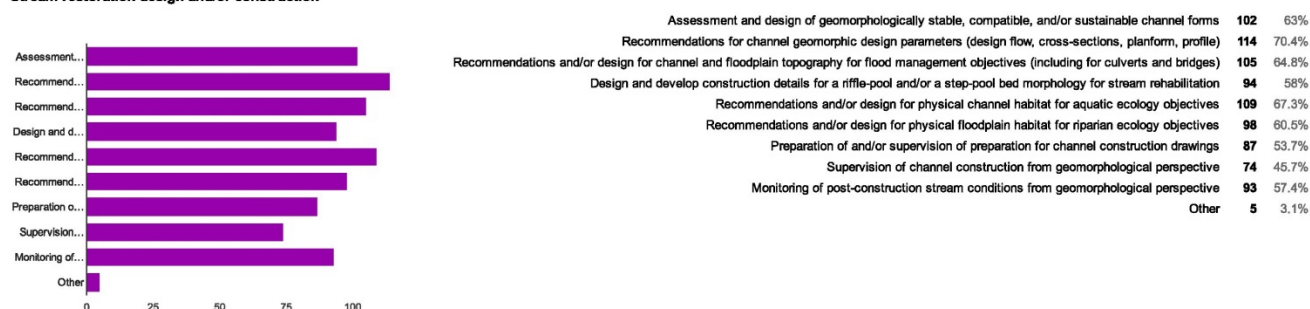 Stream restoration design and/or construction
Assessment...
Recommend...
Recommend...
Design and d...
Recommend...
Recommend...
Preparation o...
Supervision...
Monitoring of...
Other
0 25 50 75 100
Assessment and design of geomorphologically stable, compatible, and/or sustainable channel forms 102 63%
Recommendations for channel geomorphic design parameters (design flow, cross-sections, planform, profile) 114 70.4%
Recommendations and/or design for channel and floodplain topography for flood management objectives (including for culverts and bridges) 105 64.8%
Design and develop construction details for a riffle-pool and/or a step-pool bed morphology for stream rehabilitation 94 58%
Recommendations and/or design for physical channel habitat for aquatic ecology objectives 109 67.3%
Recommendations and/or design for physical floodplain habitat for riparian ecology objectives 98 60.5%
Preparation of and/or supervision of preparation for channel construction drawings 87 53.7%
Supervision of channel construction from geomorphological perspective 74 45.7%
Monitoring of post-construction stream conditions from geomorphological perspective 93 57.4%
Other 5 3.1%